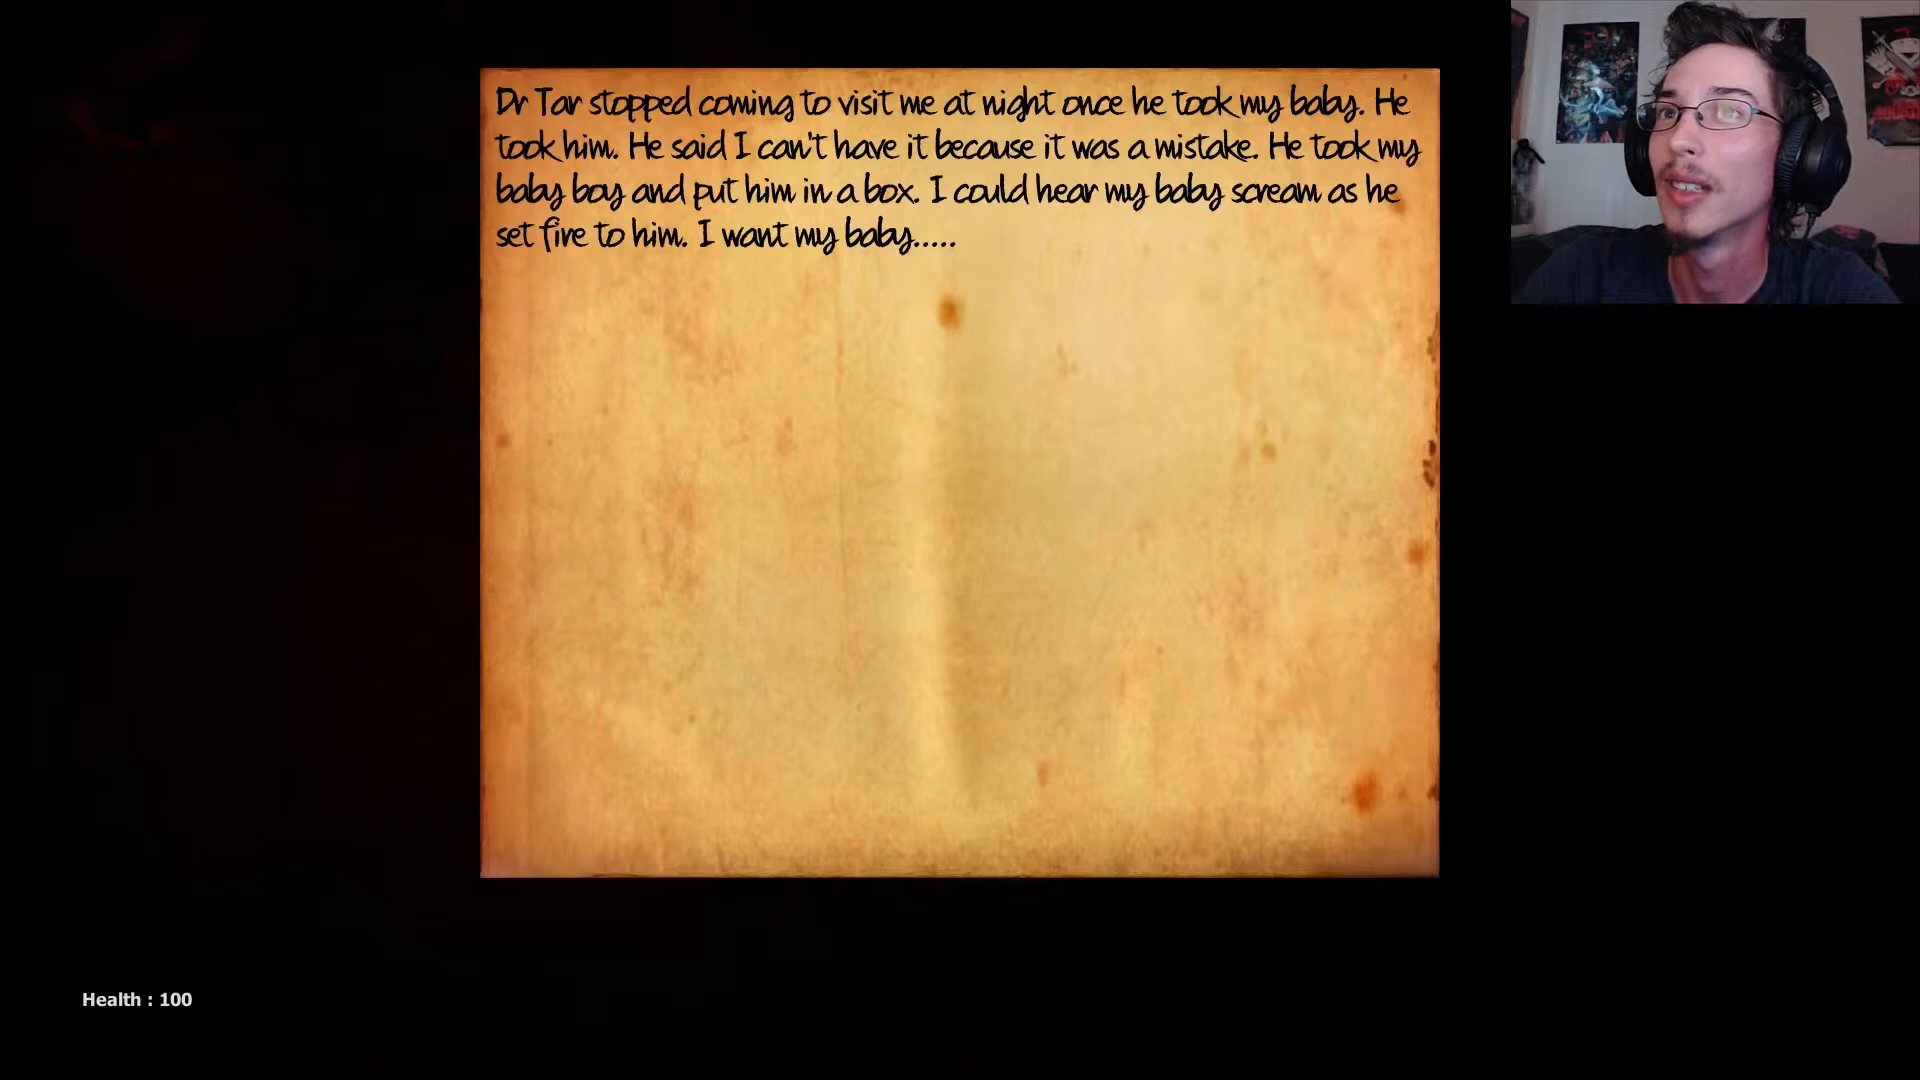 Dr Tar stopped coming to visit me at night once he took my baby. He
took him. He said I can't have it because it was a mistake. He took my
baby boy and put him in a box. I could hear my baby scream as he
set fire to him. I want my baby.....
Health : 100